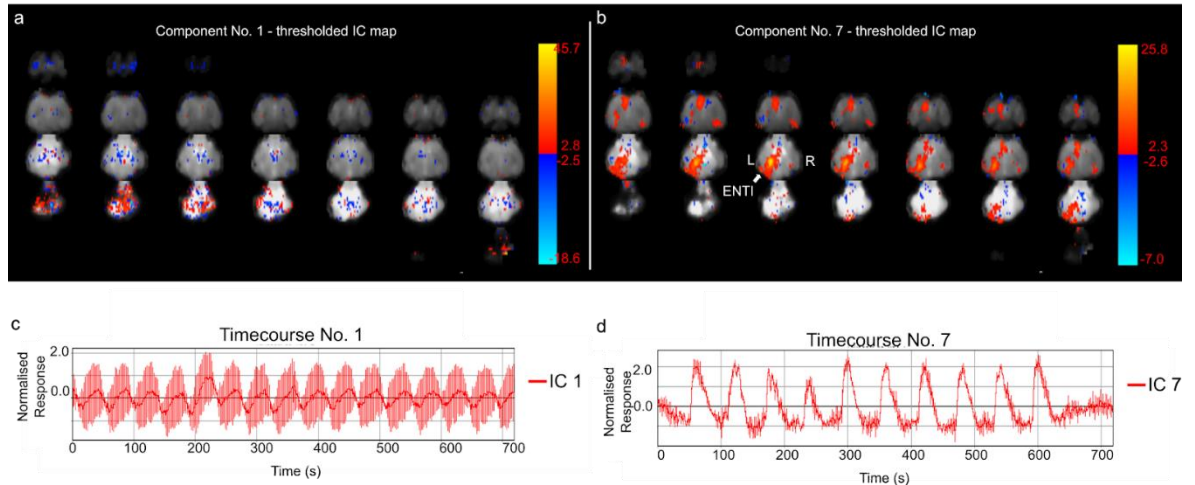 a
Component No. 1 - thresholded IC map
45.7
2.8
-2.5
-18.6
b
Component No. 7 - thresholded IC map
25.8
2.3
-2.6
-7.0
L
R
ENTl
c
Timecourse No. 1
Normalised
Response
2.0
0.0
0
100
200
300
400
500
600
700
Time (s)
IC 1
d
Timecourse No. 7
Normalised
Response
2.0
0.0
0
100
200
300
400
500
600
700
Time (s)
IC 7